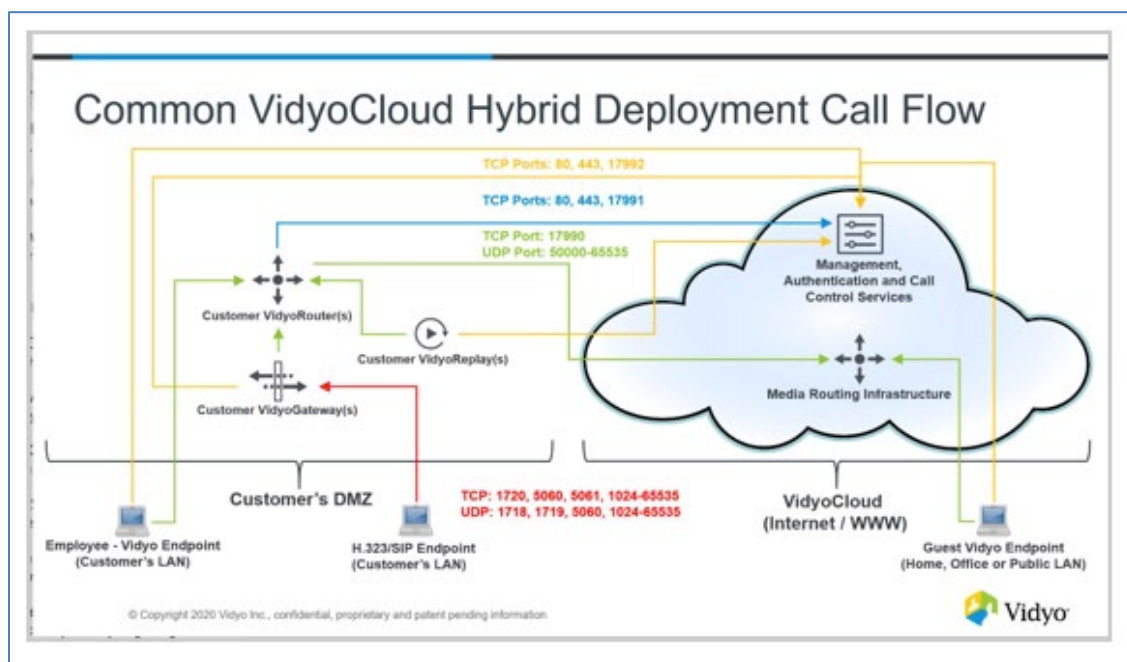 Common VidyoCloud Hybrid Deployment Call Flow
TCP Ports: 80, 443, 17992
TCP Ports: 80, 443, 17991
TCP Port: 17990
UDP Port: 50000-65535
Management,
Authentication and Call
Control Services
Customer VidyoRouter(s)
Customer VidyoReplay(s)
Media Routing Infrastructure
Customer VidyoGateway(s)
Customer's DMZ
TCP: 1720, 5060, 5061, 1024-65535
UDP: 1718, 1719, 5060, 1024-65535
VidyoCloud
(Internet / WWW)
Employee - Vidyo Endpoint
(Customer's LAN)
H.323/SIP Endpoint
(Customer's LAN)
Guest Vidyo Endpoint
(Home, Office or Public LAN)
© Copyright 2020 Vidyo Inc., confidential, proprietary and patent pending information
Vidyo